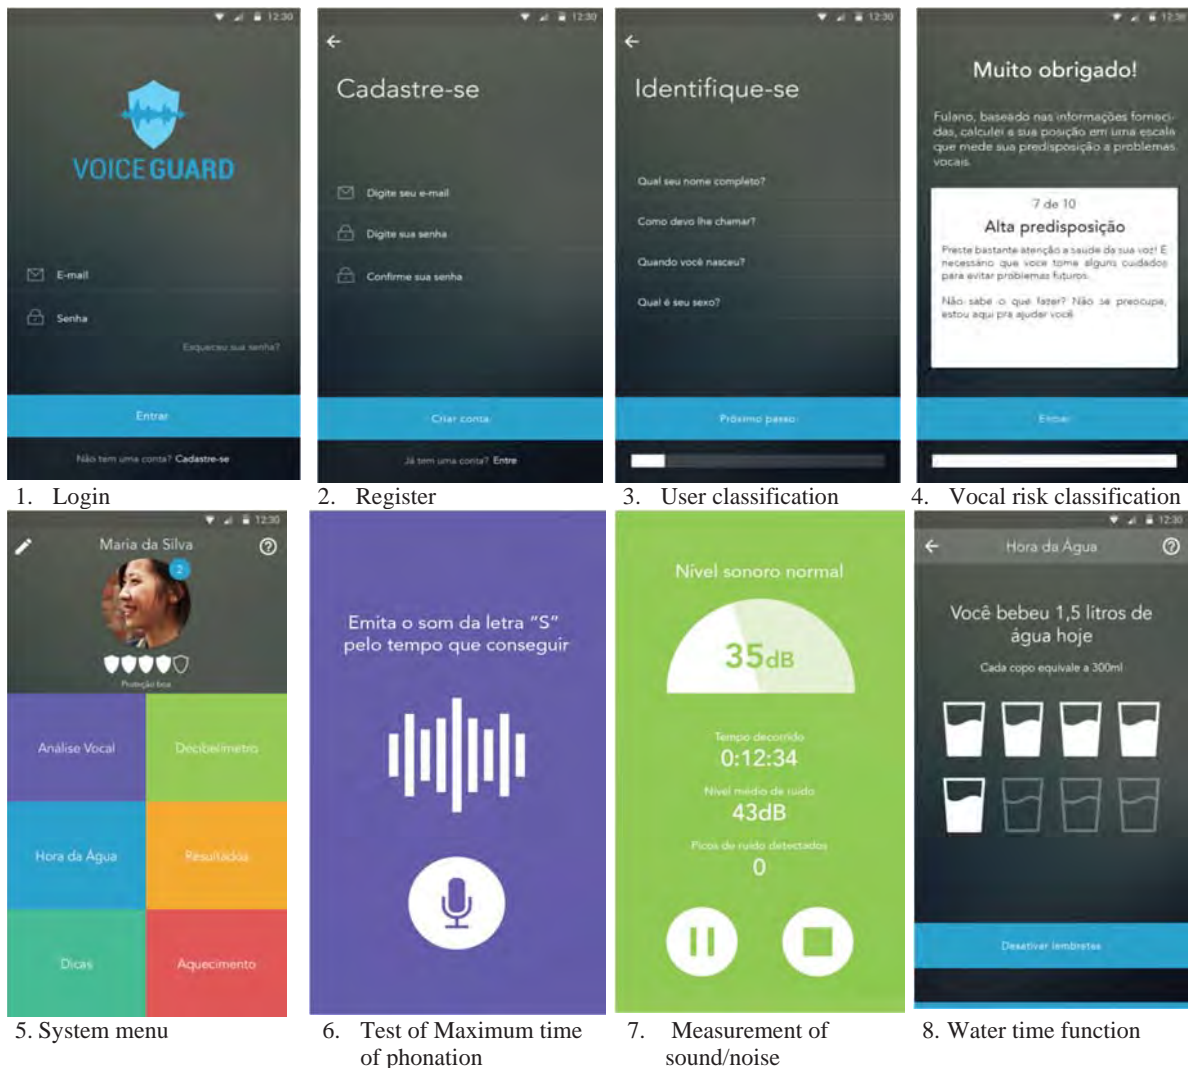 12:30
VOICE GUARD
E-mail
Senha
Esqueceu sua senha?
Entrar
Não tem uma conta? Cadastre-se
1. Login
12:30
Cadastre-se
Digite seu e-mail
Digite sua senha
Confirme sua senha
Criar conta
Já tem uma conta? Entre
2. Register
12:30
Identifique-se
Qual seu nome completo?
Como devo lhe chamar?
Quando você nasceu?
Qual é seu sexo?
Próximo passo
3. User classification
12:30
Muito obrigado!
Fulano, baseado nas informações forneci-
das, calculei a sua posição em uma escala
que mede sua predisposição a problemas
vocais.
7 de 10
Alta predisposição
Preste bastante atenção a saúde da sua voz! É
necessário que voce tome alguns cuidados
para evitar problemas futuros.
Não sabe o que fazer? Não se preocupe,
estou aqui pra ajudar você
4. Vocal risk classification
12:30
Maria da Silva
2
Proteção boa
Análise Vocal
Decibelímetro
Hora da Água
Resultados
Dicas
Aquecimento
5. System menu
Emita o som da letra "S"
pelo tempo que conseguir
6. Test of Maximum time
of phonation
Nível sonoro normal
35dB
Tempo decorrido
0:12:34
Nível médio de ruído
43dB
Picos de ruído detectados
0
7. Measurement of
sound/noise
12:30
Hora da Água
Você bebeu 1,5 litros de
água hoje
Cada copo equivale a 300ml
Desativar lembretes
8. Water time function